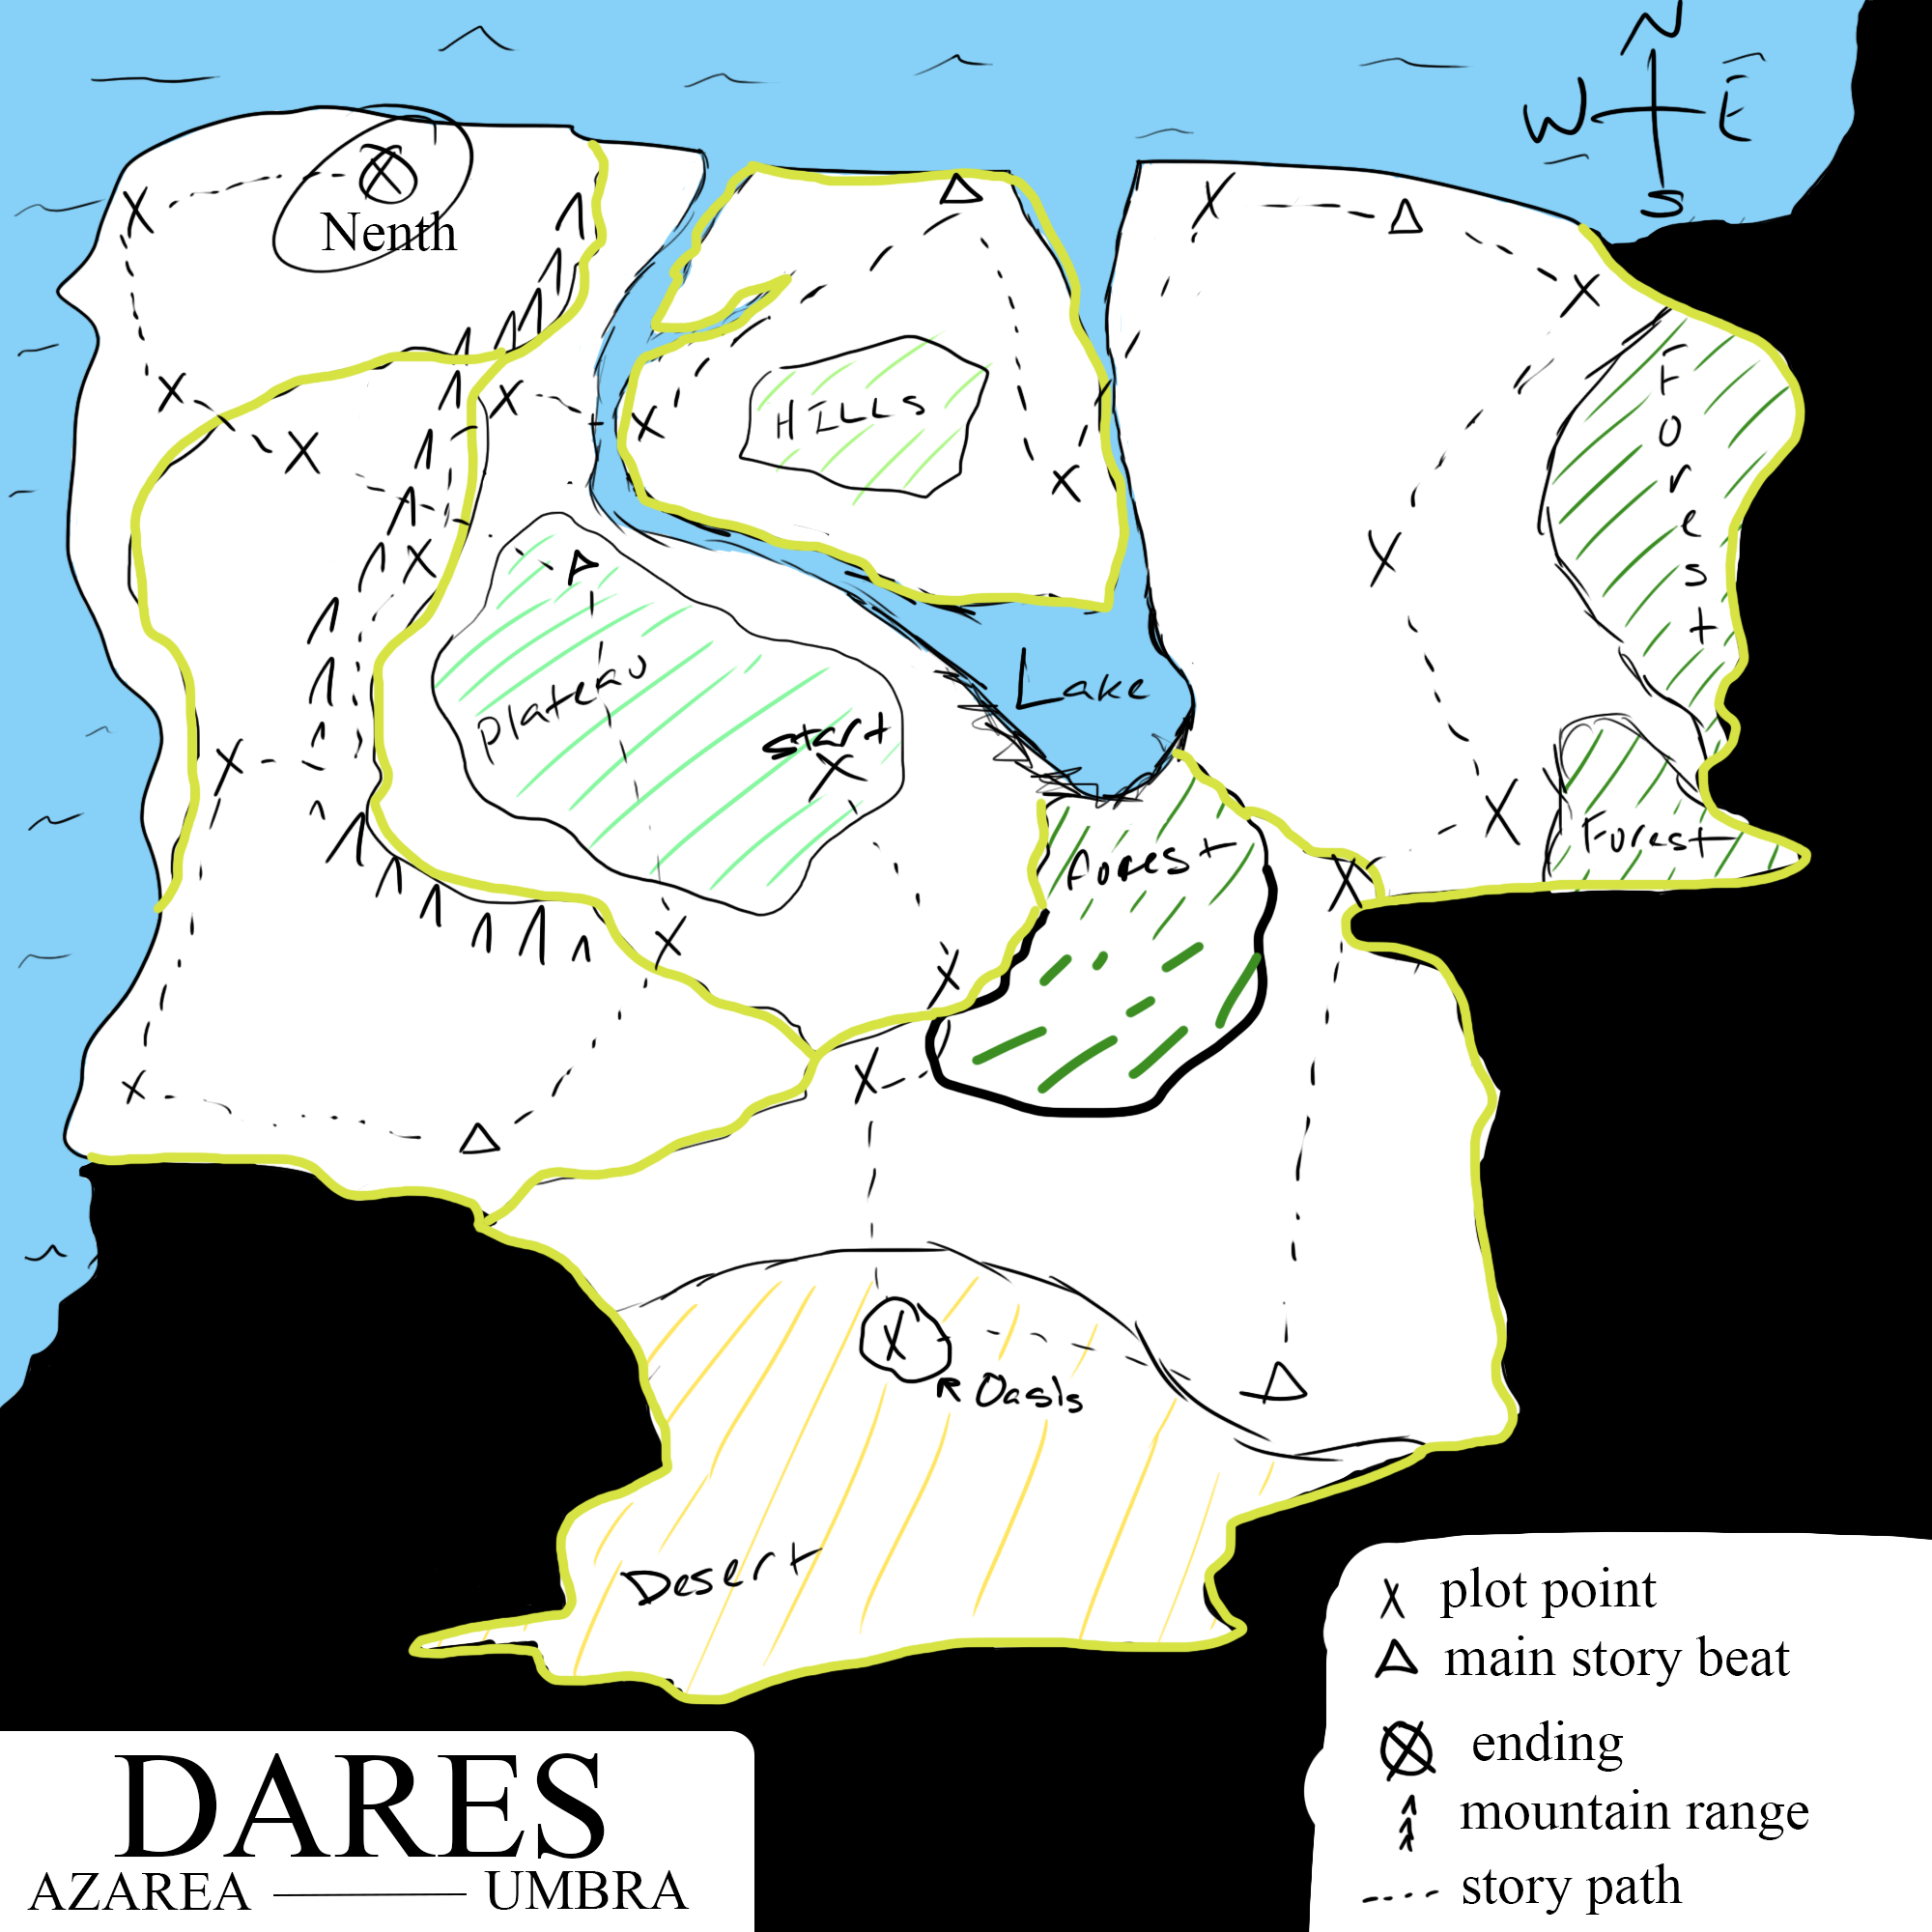 N
W E
S
Nenth
HILLS
Forest
Plateau
Lake
Start
Forest
Forest
Oasis
Desert
plot point
main story beat
ending
mountain range
story path
DARES
AZAREA UMBRA